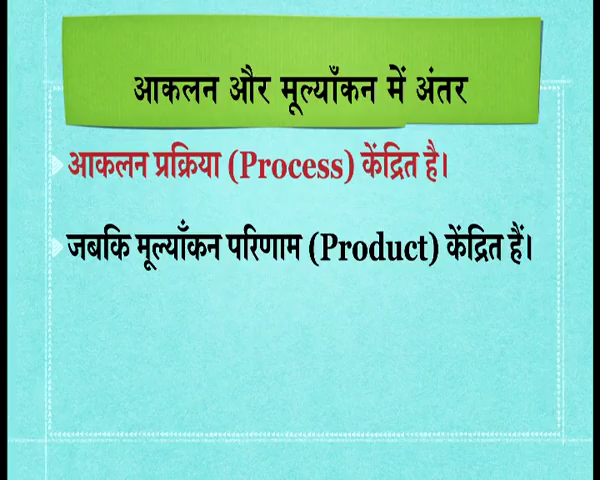 आकलन और मूल्याँकन में अंतर
आकलन प्रक्रिया (Process) केंद्रित है।
जबकि मूल्याँकन परिणाम (Product) केंद्रित हैं।